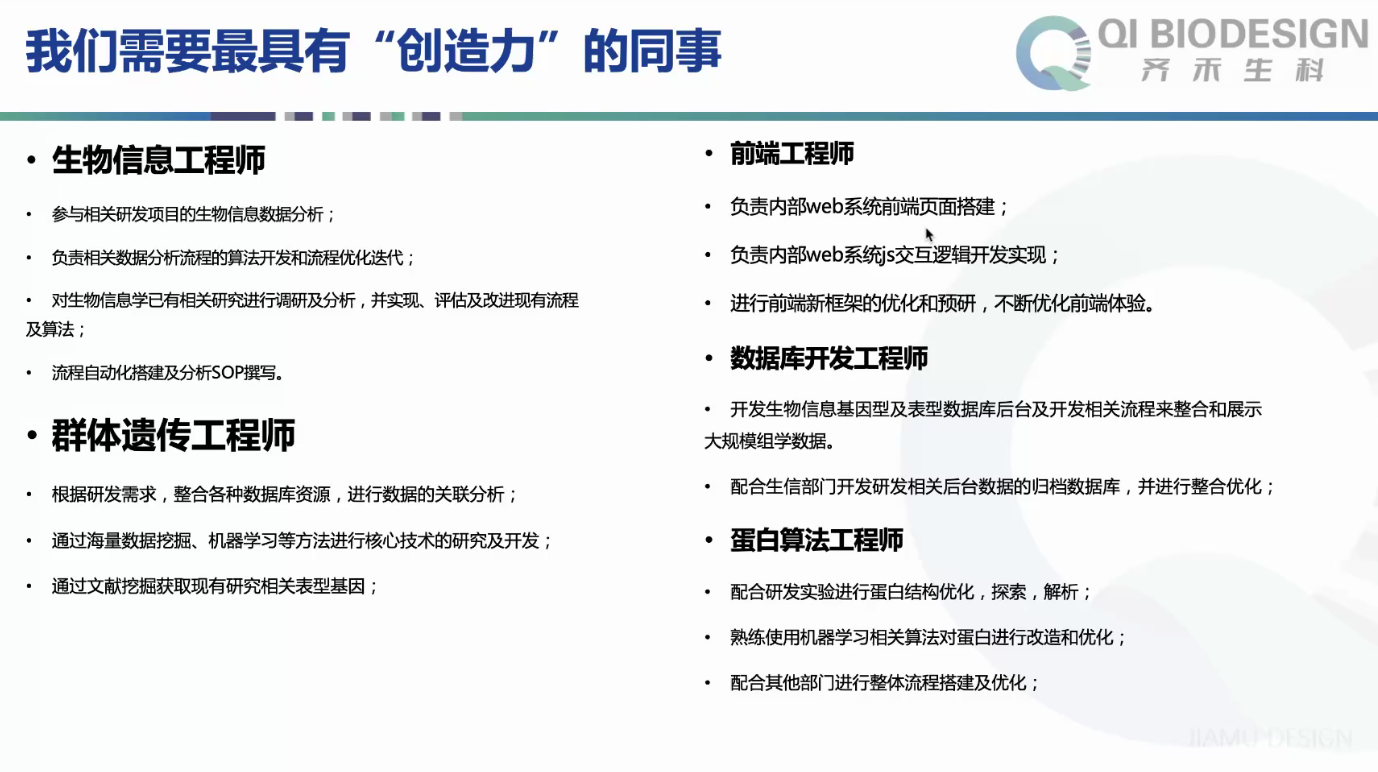 我们需要最具有“创造力”的同事
QI BIODESIGN
齐禾生科
• 生物信息工程师
• 参与相关研发项目的生物信息数据分析；
• 负责相关数据分析流程的算法开发和流程优化迭代；
• 对生物信息学已有相关研究进行调研及分析，并实现、评估及改进现有流程
及算法；
• 流程自动化搭建及分析SOP撰写。
• 群体遗传工程师
• 根据研发需求，整合各种数据库资源，进行数据的关联分析；
• 通过海量数据挖掘、机器学习等方法进行核心技术的研究及开发；
• 通过文献挖掘获取现有研究相关表型基因；
• 前端工程师
• 负责内部web系统前端页面搭建；
• 负责内部web系统js交互逻辑开发实现；
• 进行前端新框架的优化和预研，不断优化前端体验。
• 数据库开发工程师
• 开发生物信息基因型及表型数据库后台及开发相关流程来整合和展示
大规模组学数据。
• 配合生信部门开发研发相关后台数据的归档数据库，并进行整合优化；
• 蛋白算法工程师
• 配合研发实验进行蛋白结构优化，探索，解析；
• 熟练使用机器学习相关算法对蛋白进行改造和优化；
• 配合其他部门进行整体流程搭建及优化；
JIAMU DESIGN